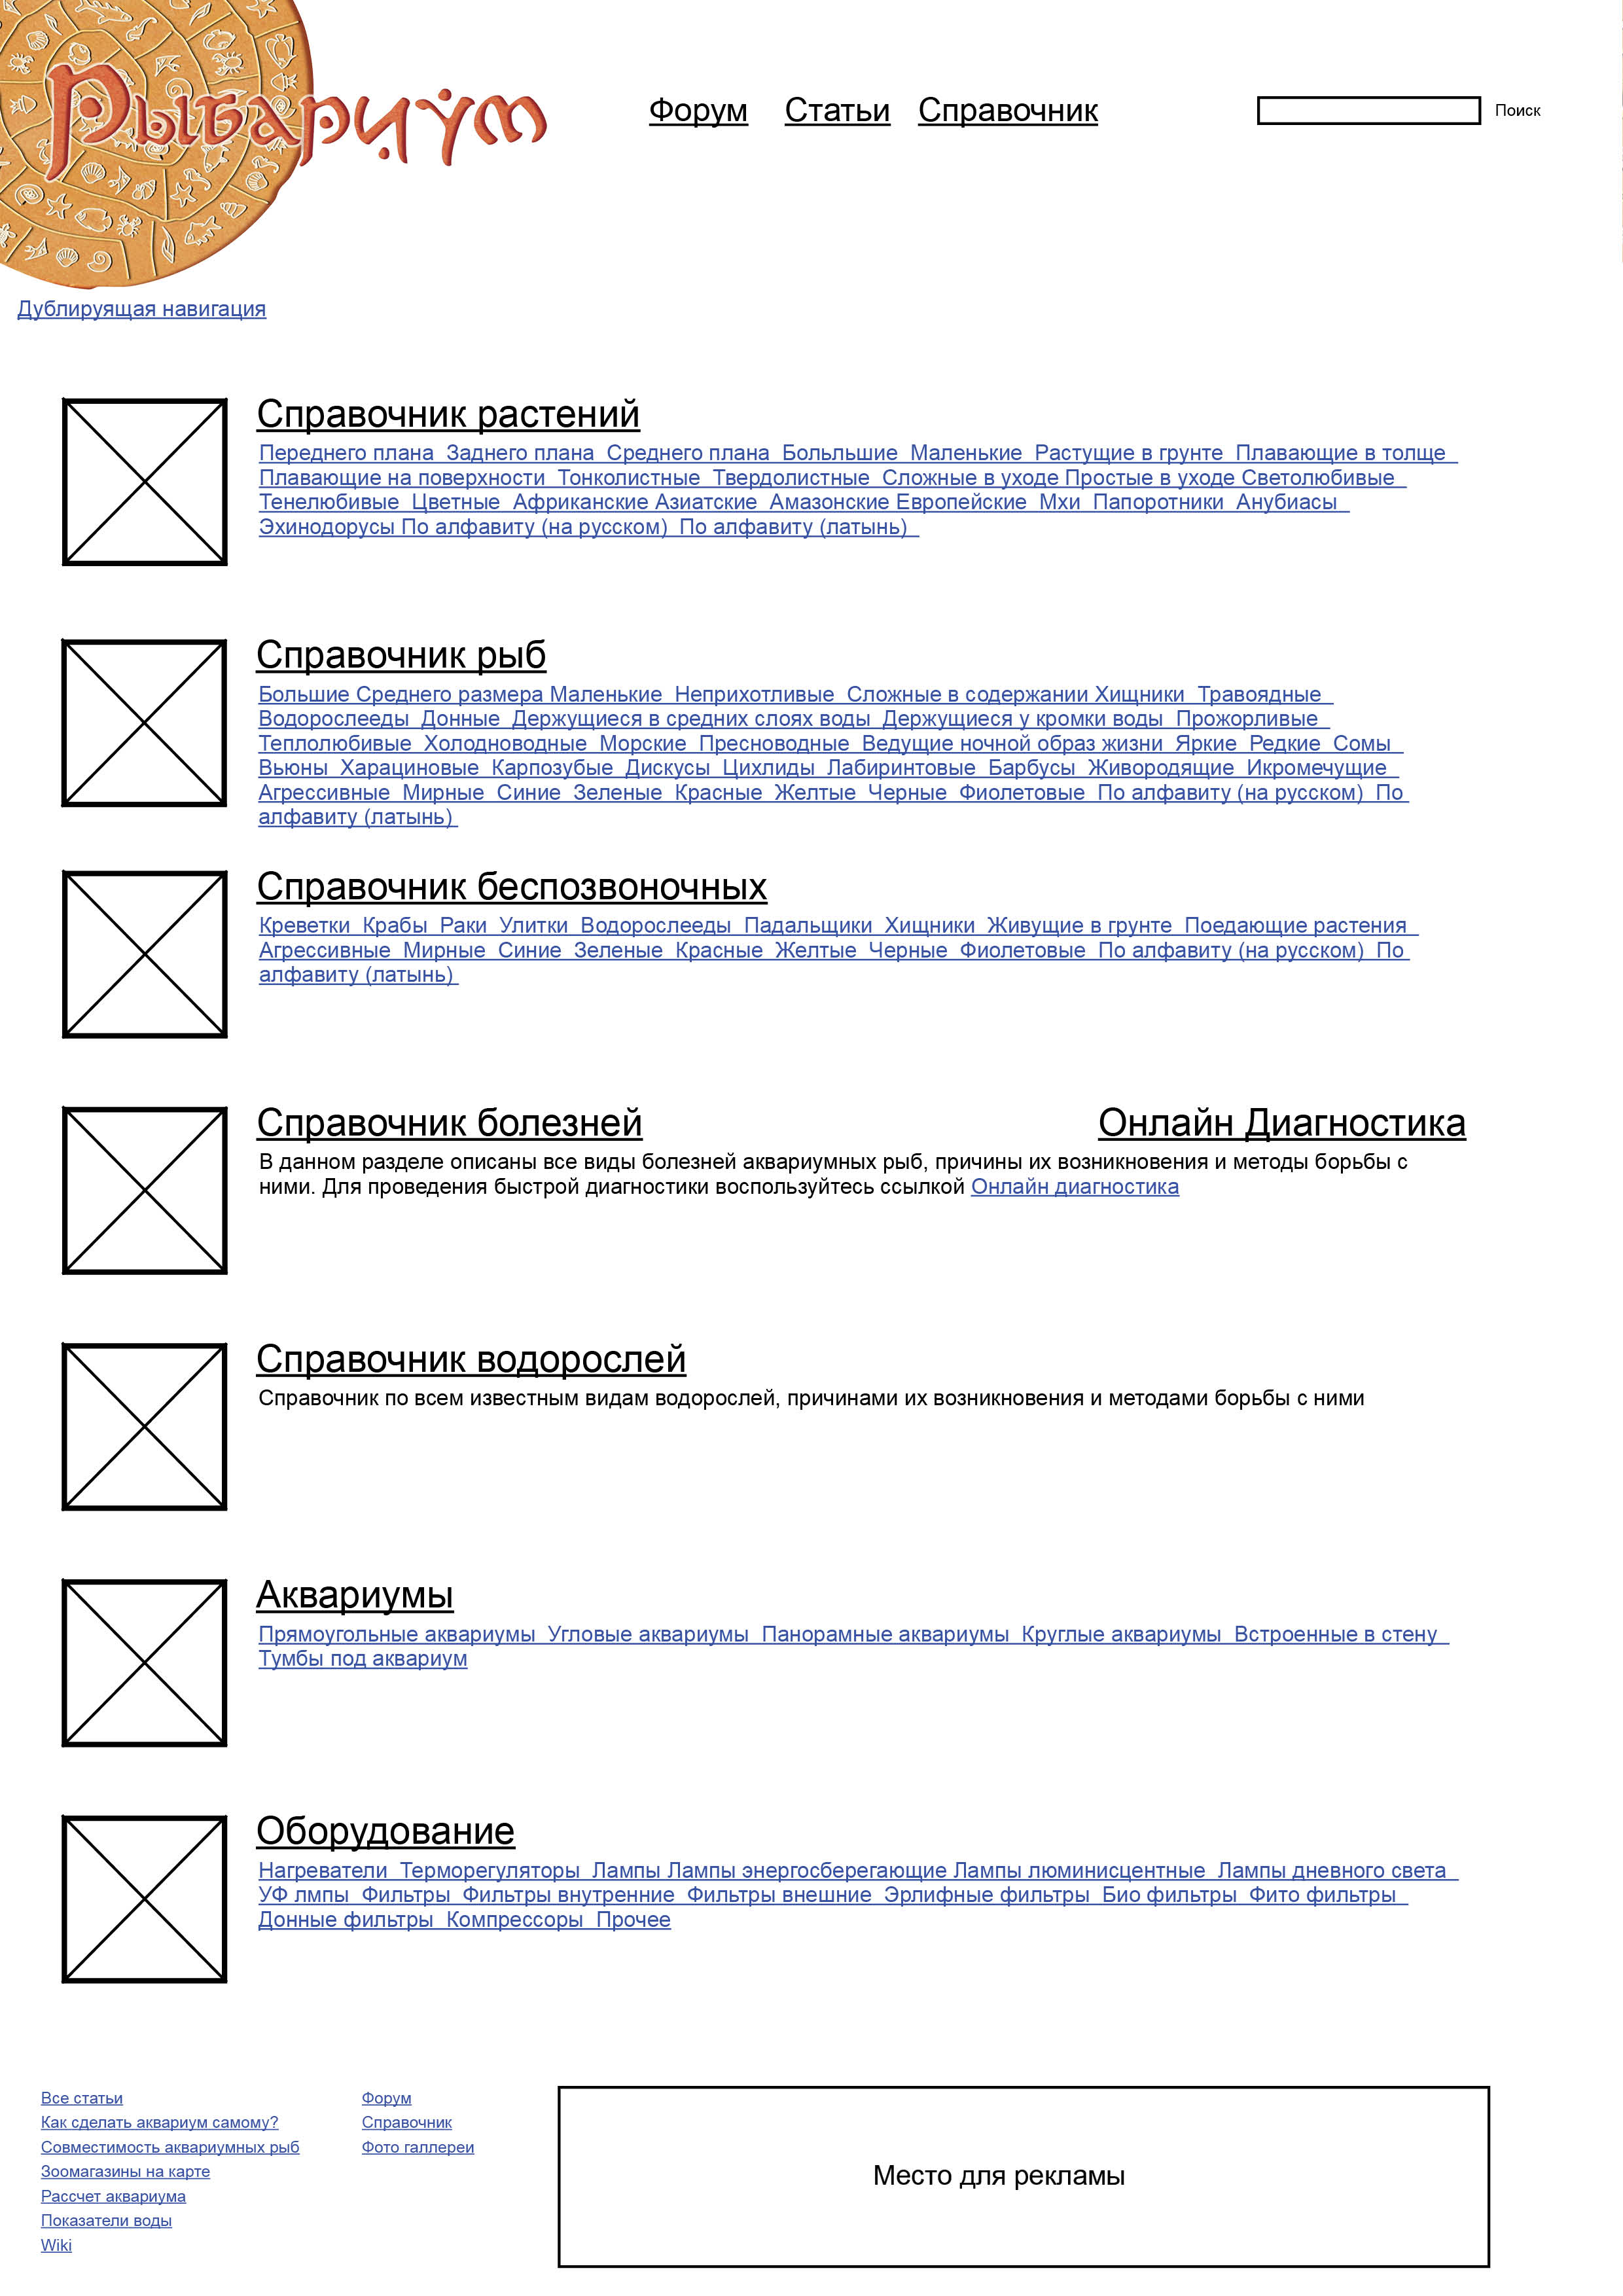 Рыбариум
Форум Статьи Справочник Поиск
Дублируящая навигация
Справочник растений
Переднего плана Заднего плана Среднего плана Больльшие Маленькие Растущие в грунте Плавающие в толще
Плавающие на поверхности Тонколистные Твердолистные Сложные в уходе Простые в уходе Светолюбивые
Тенелюбивые Цветные Африканские Азиатские Амазонские Европейские Мхи Папоротники Анубиасы
Эхинодорусы По алфавиту (на русском) По алфавиту (латынь)
Справочник рыб
Большие Среднего размера Маленькие Неприхотливые Сложные в содержании Хищники Травоядные
Водорослееды Донные Держущиеся в средних слоях воды Держущиеся у кромки воды Прожорливые
Теплолюбивые Холодноводные Морские Пресноводные Ведущие ночной образ жизни Яркие Редкие Сомы
Вьюны Харациновые Карпозубые Дискусы Цихлиды Лабиринтовые Барбусы Живородящие Икромечущие
Агрессивные Мирные Синие Зеленые Красные Желтые Черные Фиолетовые По алфавиту (на русском) По
алфавиту (латынь)
Справочник беспозвоночных
Креветки Крабы Раки Улитки Водорослееды Падальщики Хищники Живущие в грунте Поедающие растения
Агрессивные Мирные Синие Зеленые Красные Желтые Черные Фиолетовые По алфавиту (на русском) По
алфавиту (латынь)
Справочник болезней Онлайн Диагностика
В данном разделе описаны все виды болезней аквариумных рыб, причины их возникновения и методы борьбы с
ними. Для проведения быстрой диагностики воспользуйтесь ссылкой Онлайн диагностика
Справочник водорослей
Справочник по всем известным видам водорослей, причинами их возникновения и методами борьбы с ними
Аквариумы
Прямоугольные аквариумы Угловые аквариумы Панорамные аквариумы Круглые аквариумы Встроенные в стену
Тумбы под аквариум
Оборудование
Нагреватели Терморегуляторы Лампы Лампы энергосберегающие Лампы люминисцентные Лампы дневного света
УФ лмпы Фильтры Фильтры внутренние Фильтры внешние Эрлифные фильтры Био фильтры Фито фильтры
Донные фильтры Компрессоры Прочее
Все статьи
Как сделать аквариум самому?
Совместимость аквариумных рыб
Зоомагазины на карте
Рассчет аквариума
Показатели воды
Wiki
Форум
Справочник
Фото галлереи
Место для рекламы